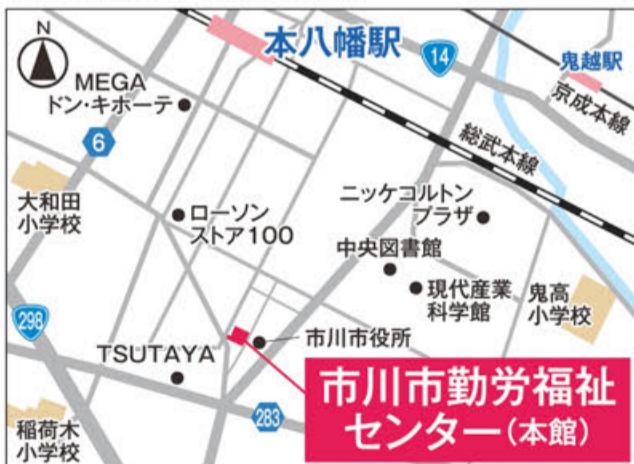 N
本八幡駅
14
鬼越駅
京成本線
総武本線
MEGA
ドン・キホーテ
6
大和田
小学校
ローソン
ストア100
ニッケコルトン
プラザ
中央図書館
現代産業
科学館
鬼高
小学校
298
TSUTAYA
市川市役所
283
稲荷木
小学校
市川市勤労福祉
センター(本館)